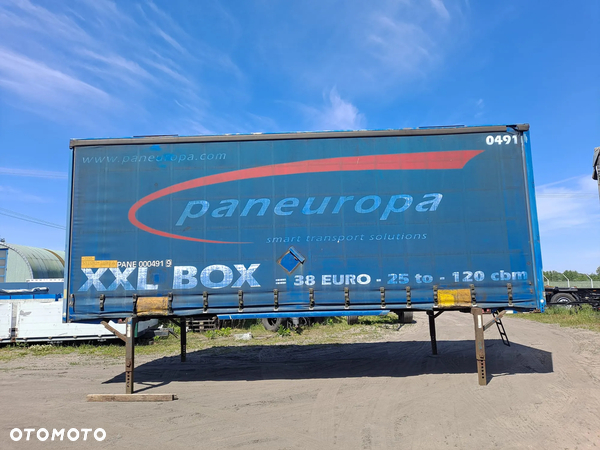 0491
www.paneuropa.com
paneuropa
smart transport solutions
PANE 000491 9
XXL BOX = 38 EURO - 25 to - 120 cbm
OTOMOTO